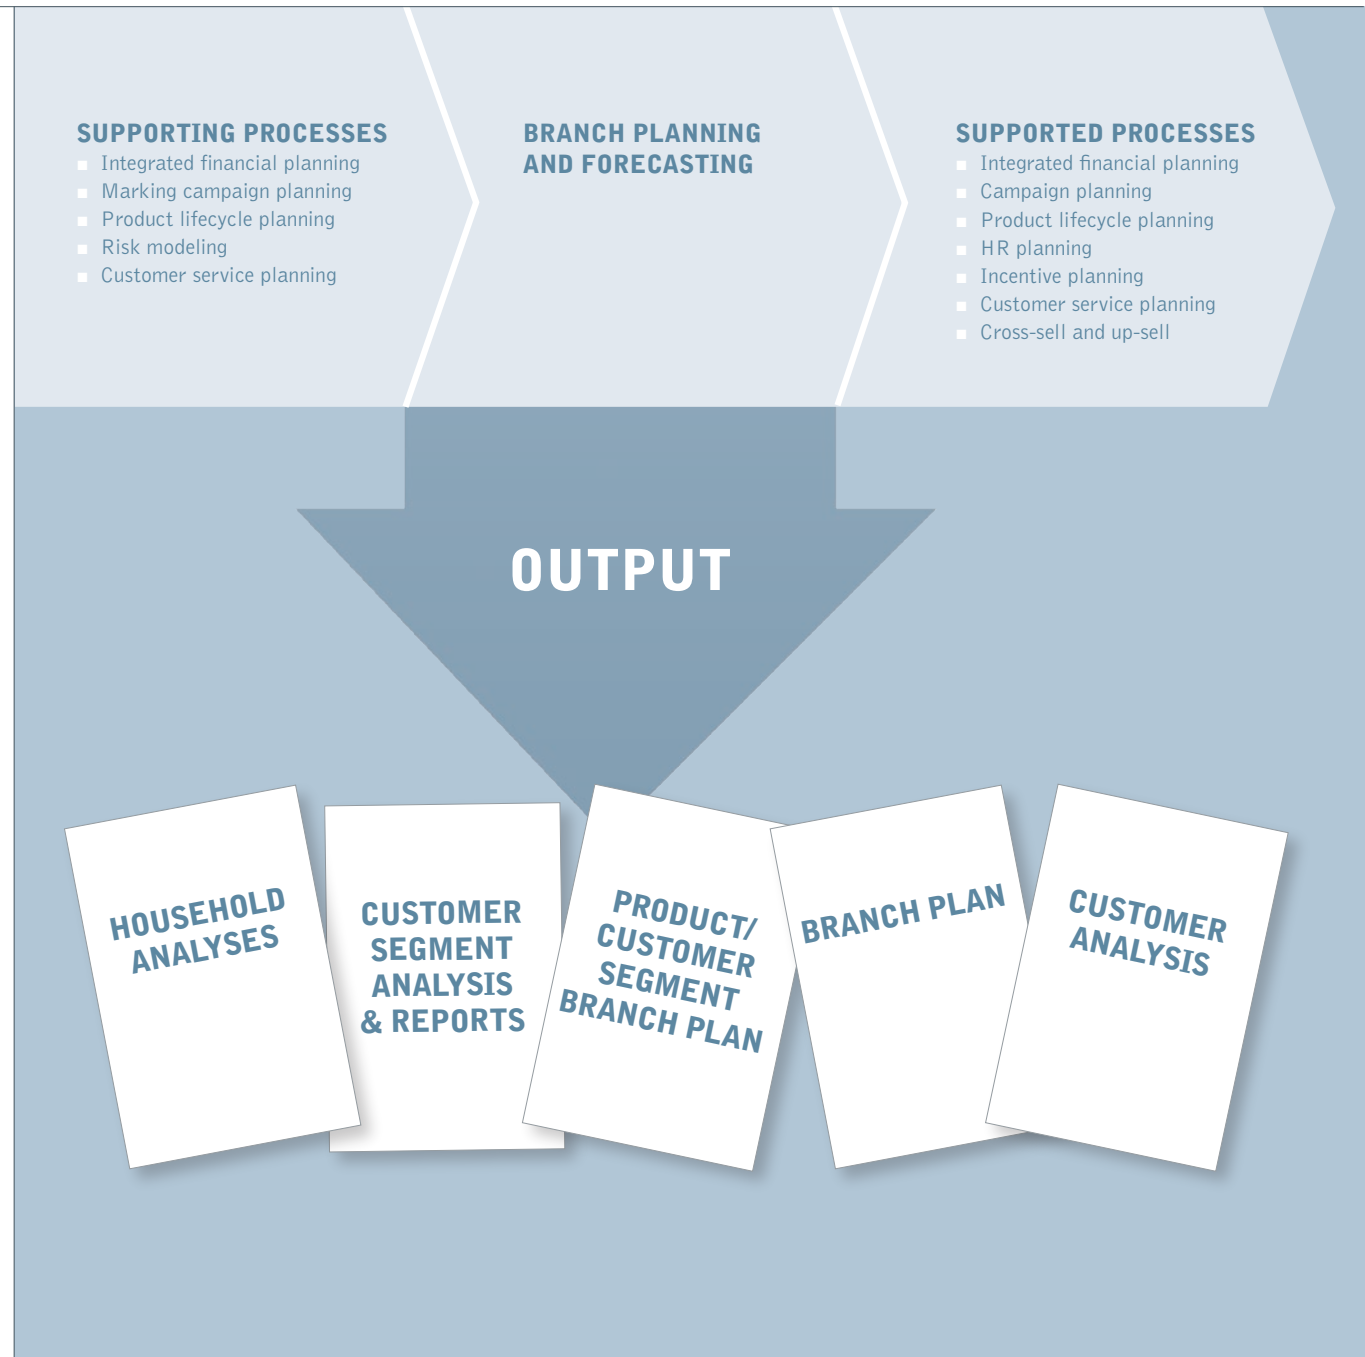 SUPPORTING PROCESSES
Integrated financial planning
Marking campaign planning
Product lifecycle planning
Risk modeling
Customer service planning
BRANCH PLANNING
AND FORECASTING
SUPPORTED PROCESSES
Integrated financial planning
Campaign planning
Product lifecycle planning
HR planning
Incentive planning
Customer service planning
Cross-sell and up-sell
OUTPUT
HOUSEHOLD
ANALYSES
CUSTOMER
SEGMENT
ANALYSIS
& REPORTS
PRODUCT/
CUSTOMER
SEGMENT
BRANCH PLAN
BRANCH PLAN
CUSTOMER
ANALYSIS